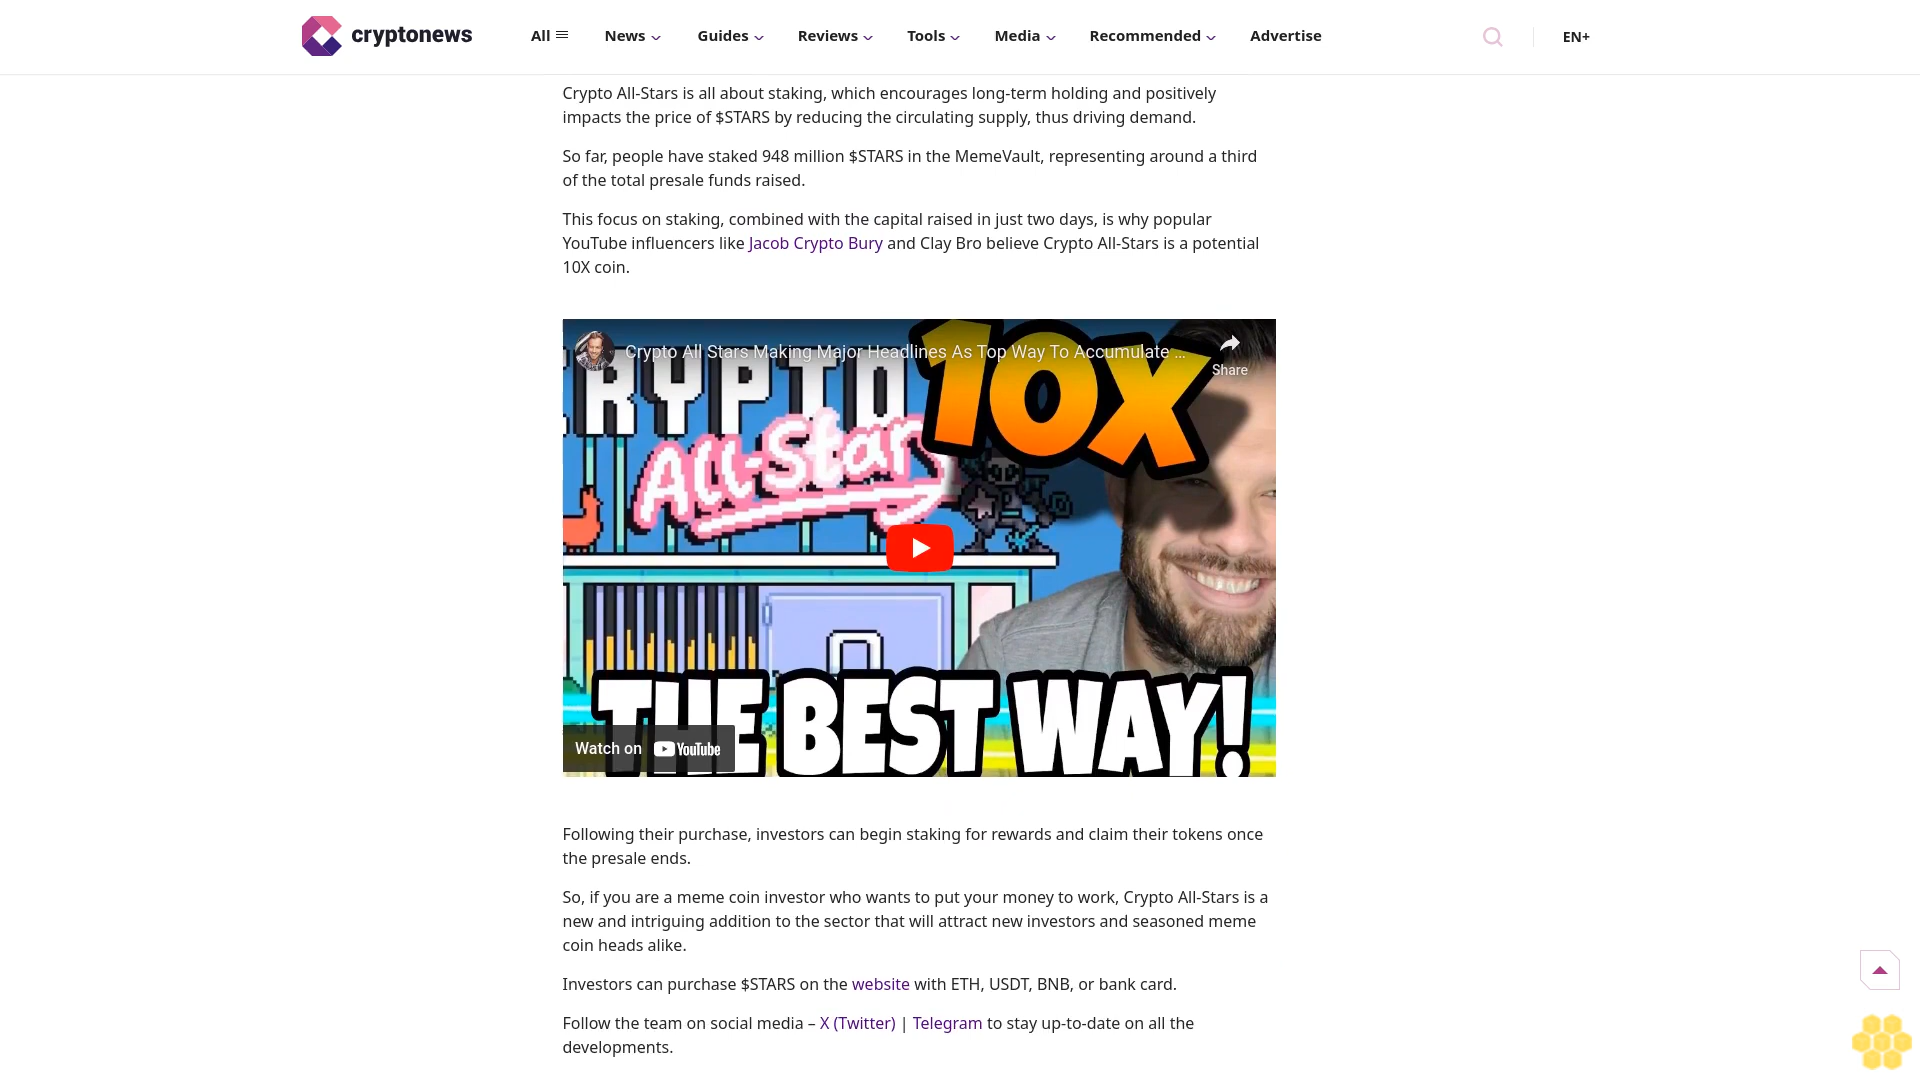 cryptonews
All
News
Guides
Reviews
Tools
Media
Recommended
Advertise
EN+
Crypto All-Stars is all about staking, which encourages long-term holding and positively
impacts the price of $STARS by reducing the circulating supply, thus driving demand.
So far, people have staked 948 million $STARS in the MemeVault, representing around a third
of the total presale funds raised.
This focus on staking, combined with the capital raised in just two days, is why popular
YouTube influencers like Jacob Crypto Bury and Clay Bro believe Crypto All-Stars is a potential
10X coin.
Crypto All Stars Making Major Headlines As Top Way To Accumulate ...
Share
CRYPTO
10X
All-Stars
THE BEST WAY!
Watch on YouTube
Following their purchase, investors can begin staking for rewards and claim their tokens once
the presale ends.
So, if you are a meme coin investor who wants to put your money to work, Crypto All-Stars is a
new and intriguing addition to the sector that will attract new investors and seasoned meme
coin heads alike.
Investors can purchase $STARS on the website with ETH, USDT, BNB, or bank card.
Follow the team on social media – X (Twitter) | Telegram to stay up-to-date on all the
developments.